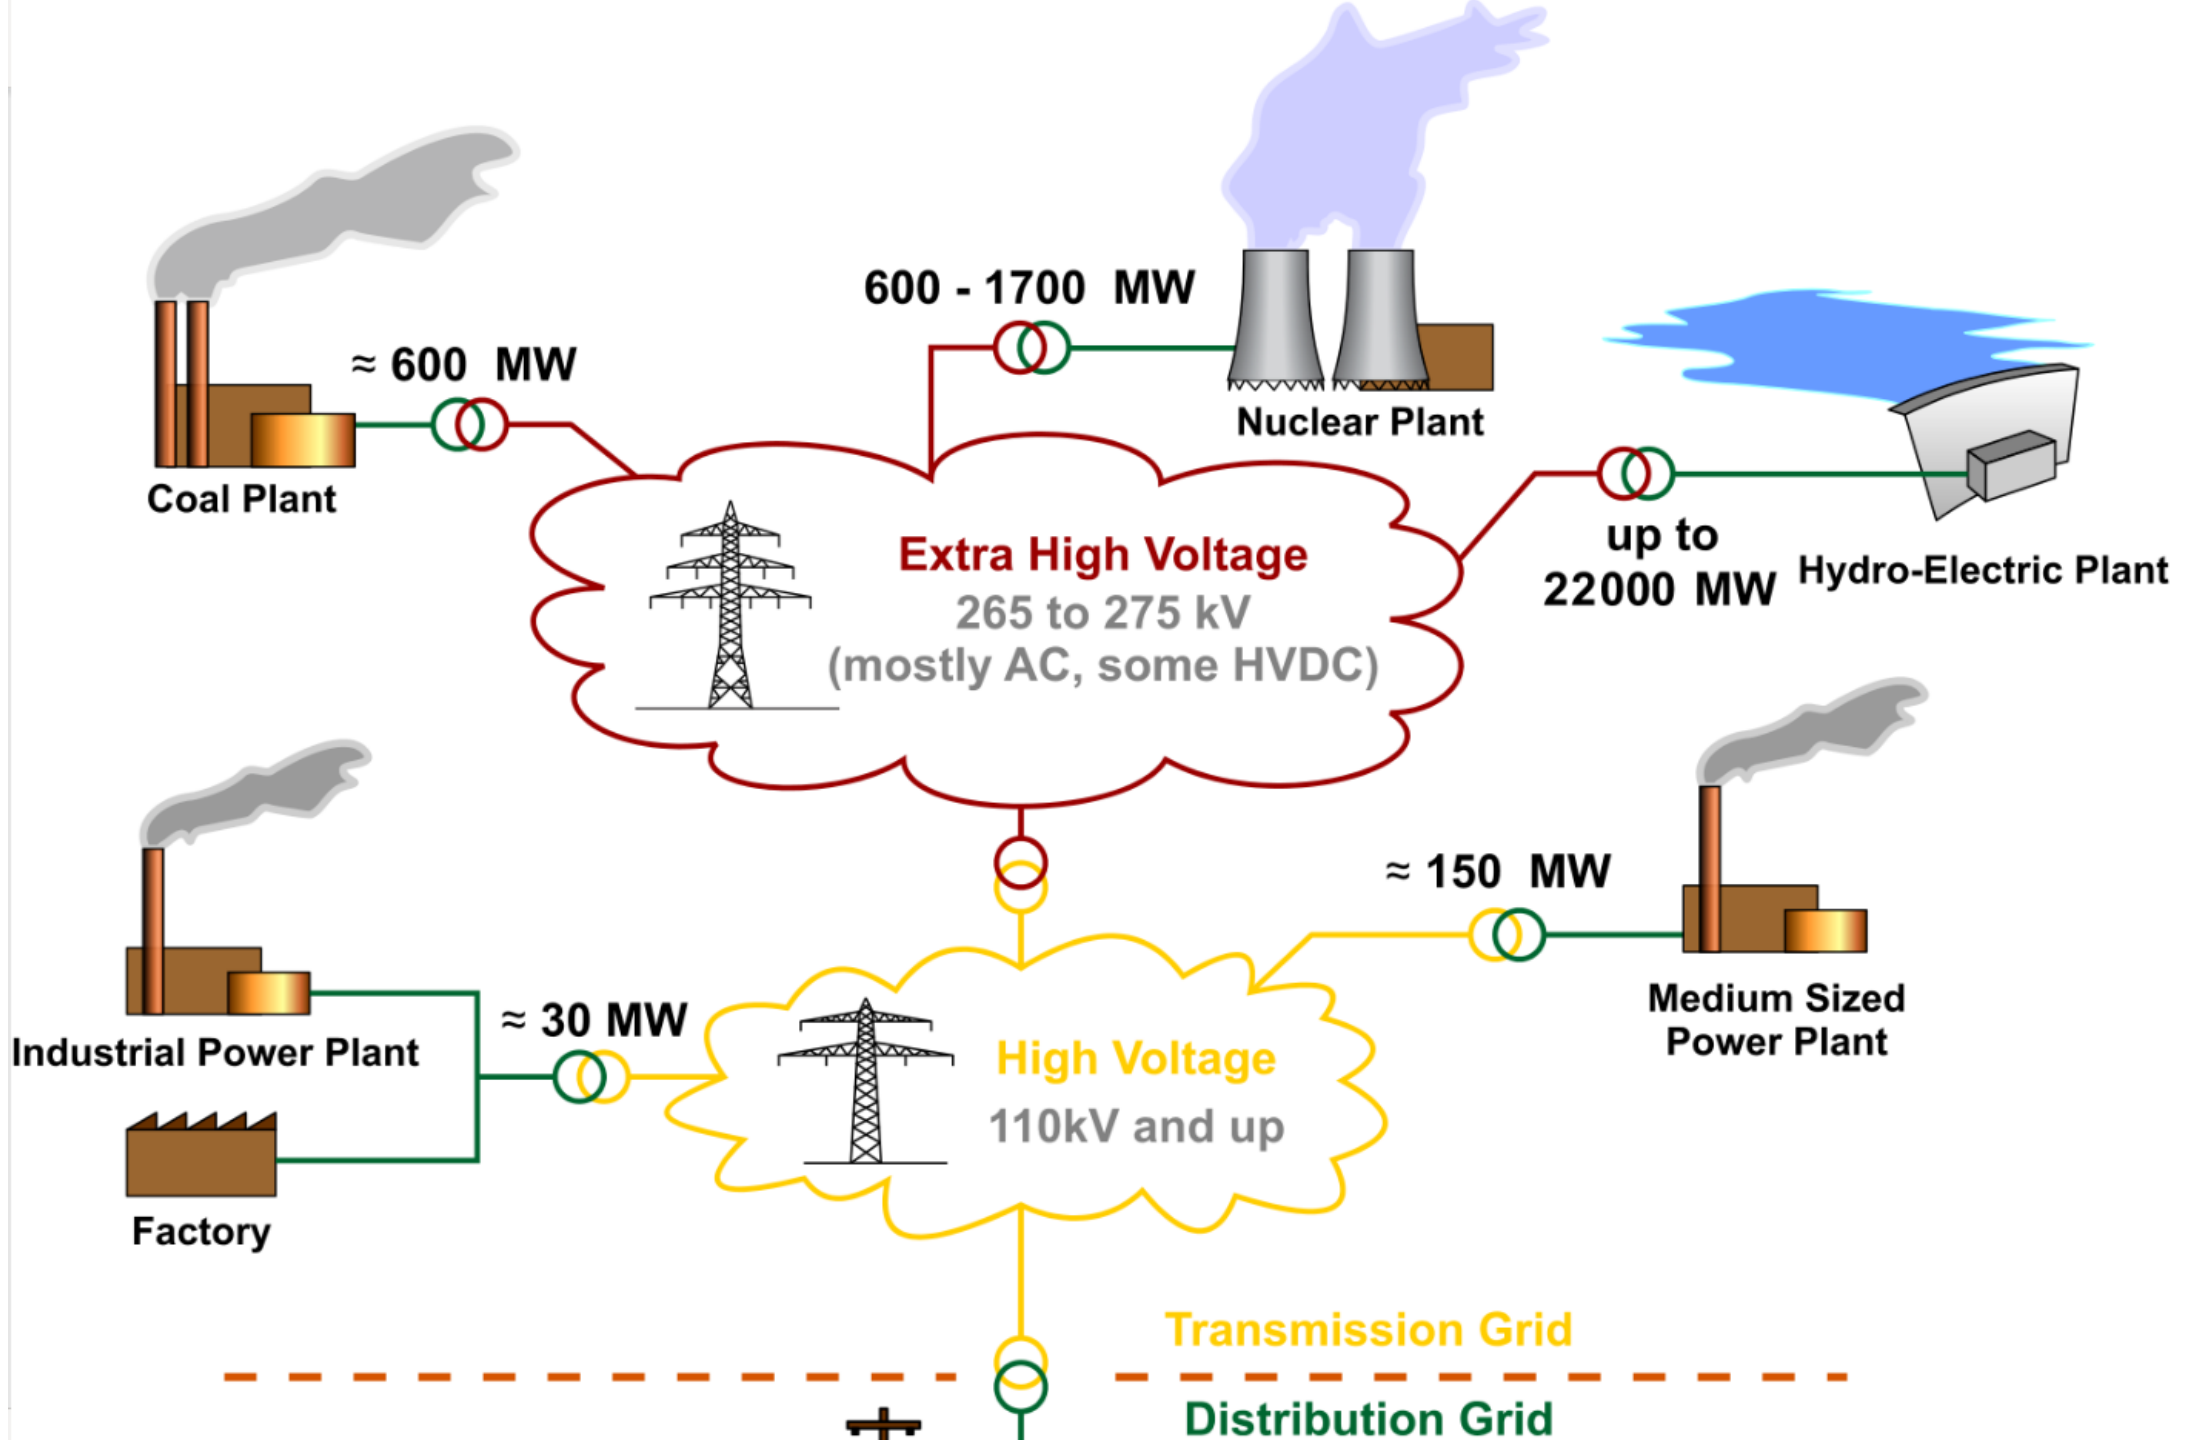 600 - 1700 MW
≈ 600 MW
Nuclear Plant
Coal Plant
up to
22000 MW
Hydro-Electric Plant
Extra High Voltage
265 to 275 kV
(mostly AC, some HVDC)
≈ 150 MW
Medium Sized
Power Plant
≈ 30 MW
Industrial Power Plant
High Voltage
110kV and up
Factory
Transmission Grid
Distribution Grid